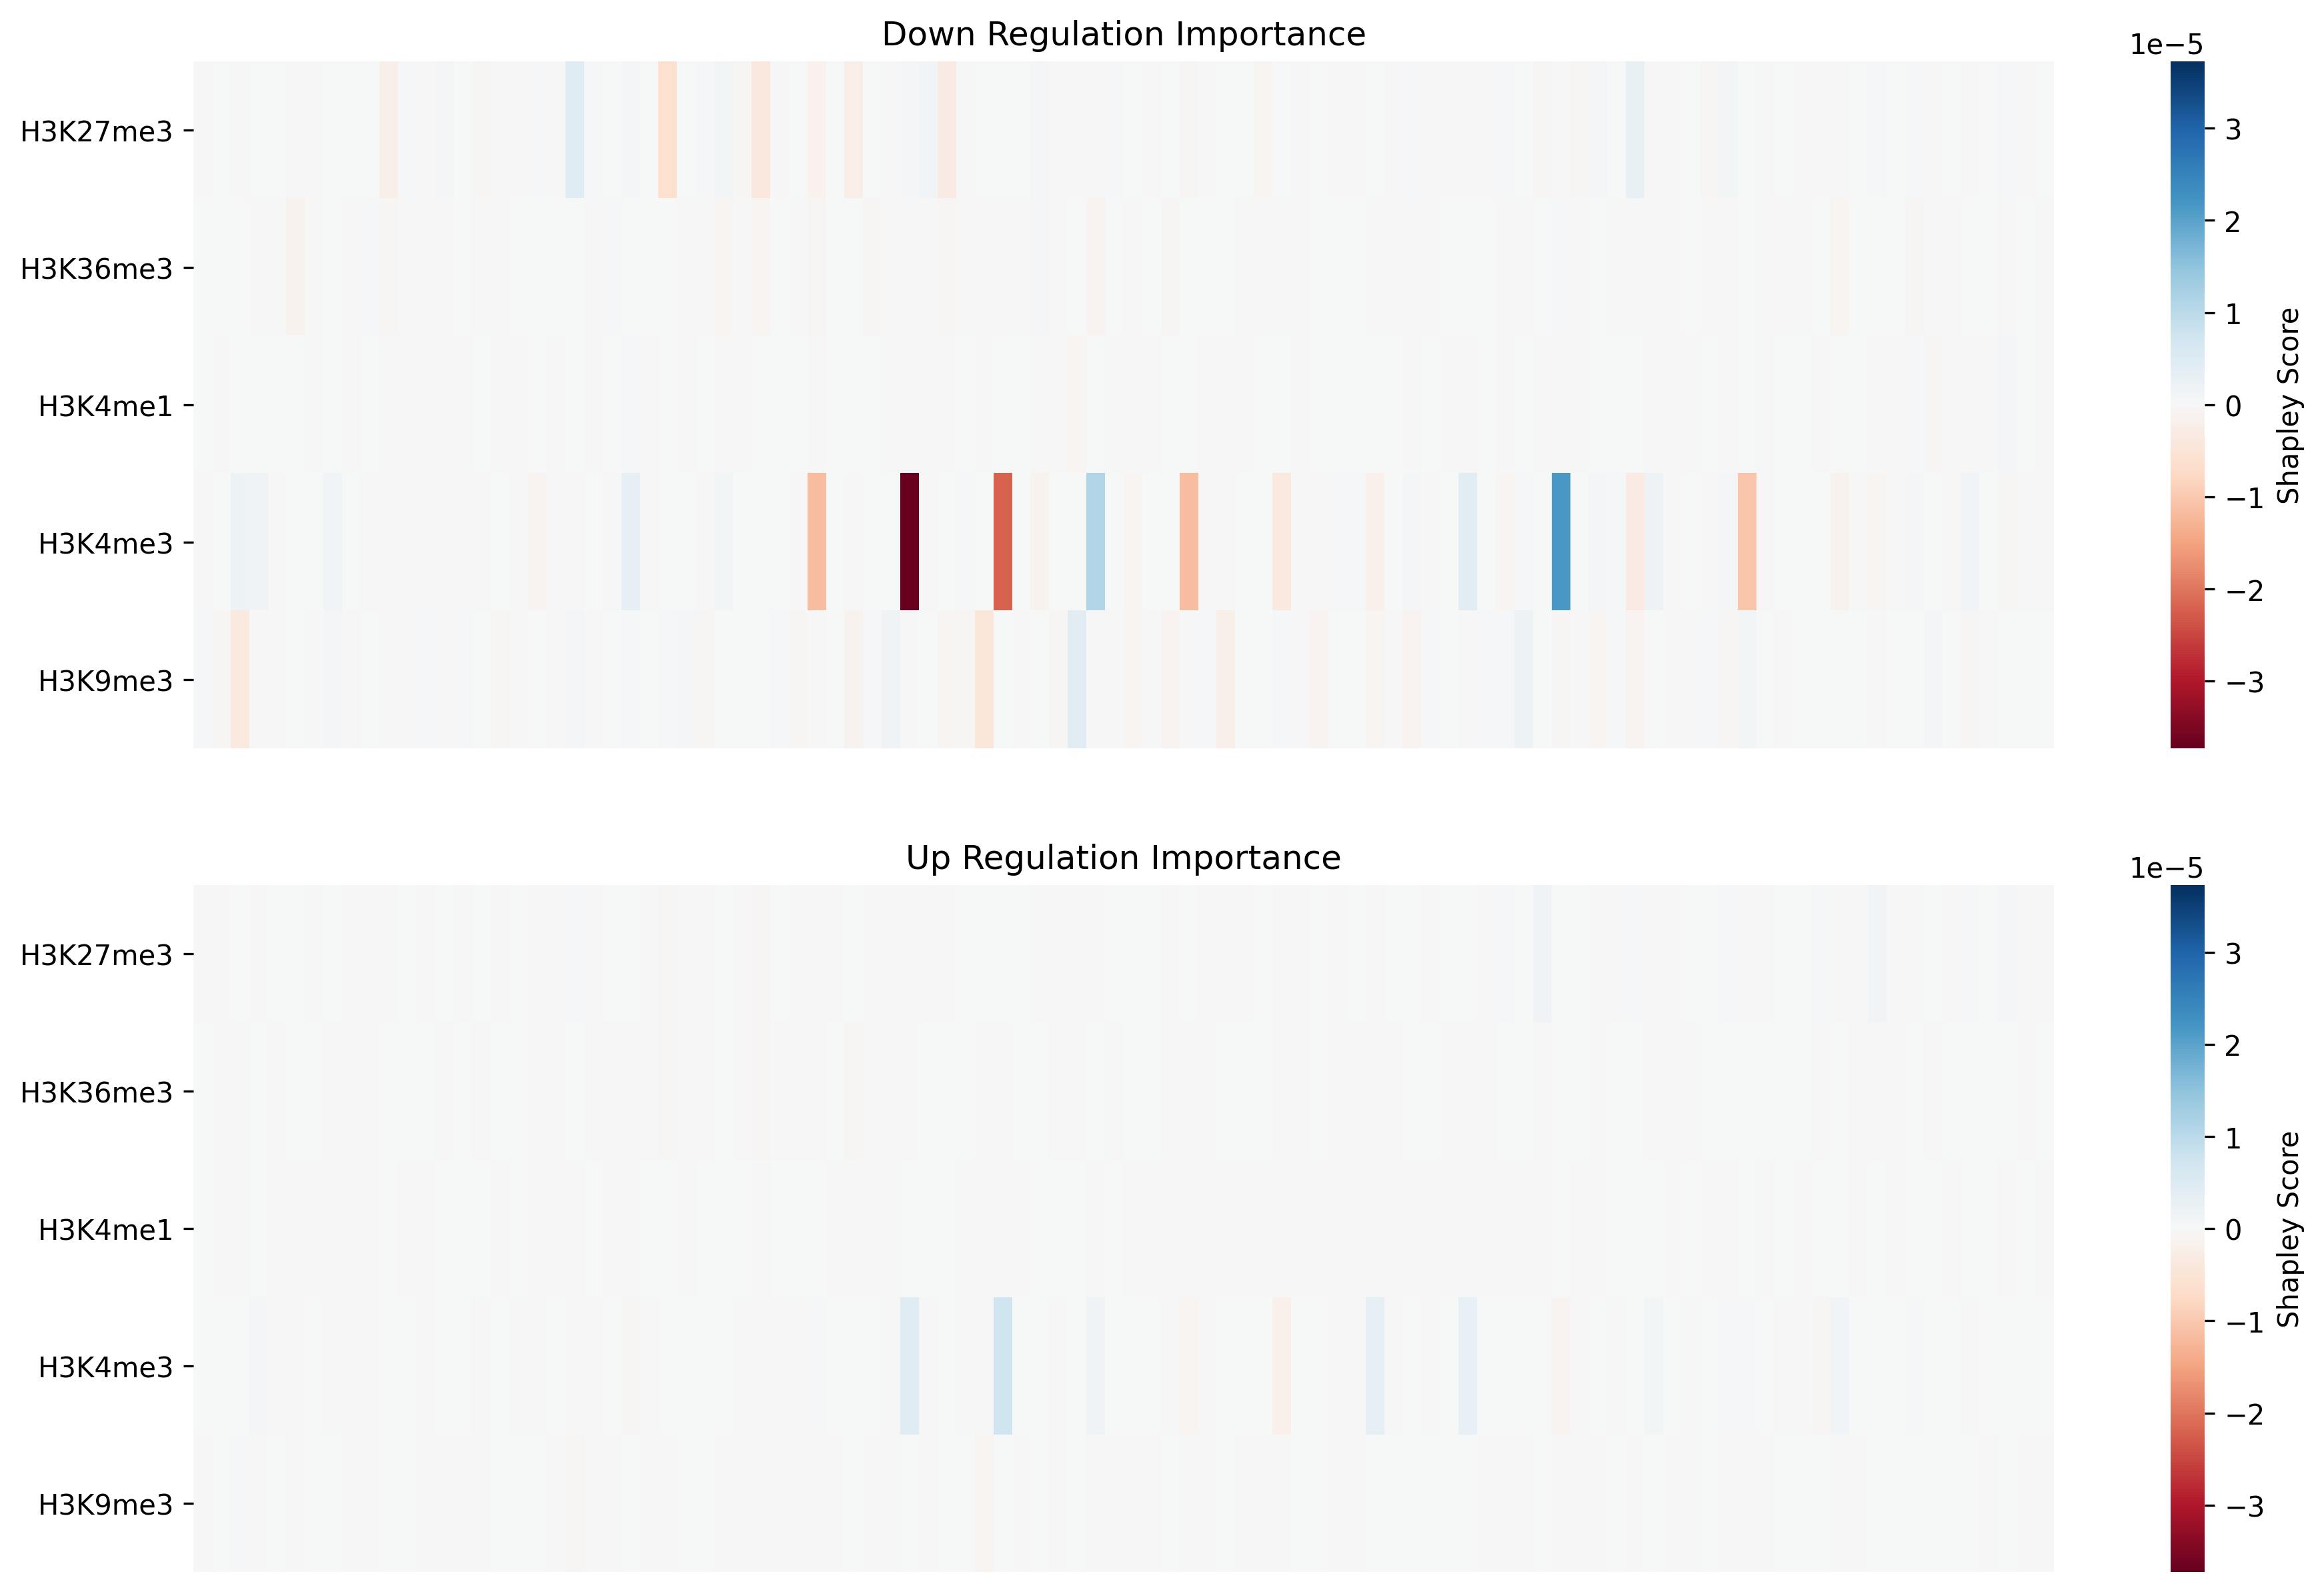 Down Regulation Importance
1e−5
H3K27me3
H3K36me3
H3K4me1
H3K4me3
H3K9me3
3
2
1
0
−1
−2
−3
Shapley Score
Up Regulation Importance
1e−5
H3K27me3
H3K36me3
H3K4me1
H3K4me3
H3K9me3
3
2
1
0
−1
−2
−3
Shapley Score